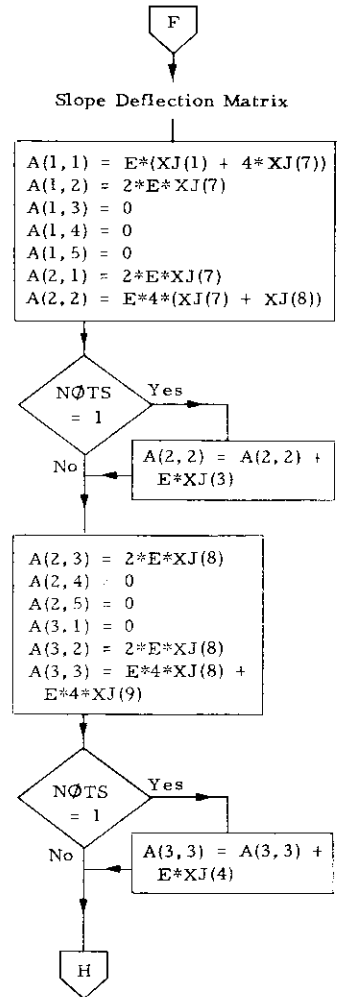 F
Slope Deflection Matrix
A(1,1) = E*(XJ(1) + 4*XJ(7))
A(1,2) = 2*E*XJ(7)
A(1,3) = 0
A(1,4) = 0
A(1,5) = 0
A(2,1) = 2*E*XJ(7)
A(2,2) = E*4*(XJ(7) + XJ(8))
NØTS
= 1
Yes
No
A(2,2) = A(2,2) +
E*XJ(3)
A(2,3) = 2*E*XJ(8)
A(2,4) = 0
A(2,5) = 0
A(3,1) = 0
A(3,2) = 2*E*XJ(8)
A(3,3) = E*4*XJ(8) +
E*4*XJ(9)
NØTS
= 1
Yes
No
A(3,3) = A(3,3) +
E*XJ(4)
H